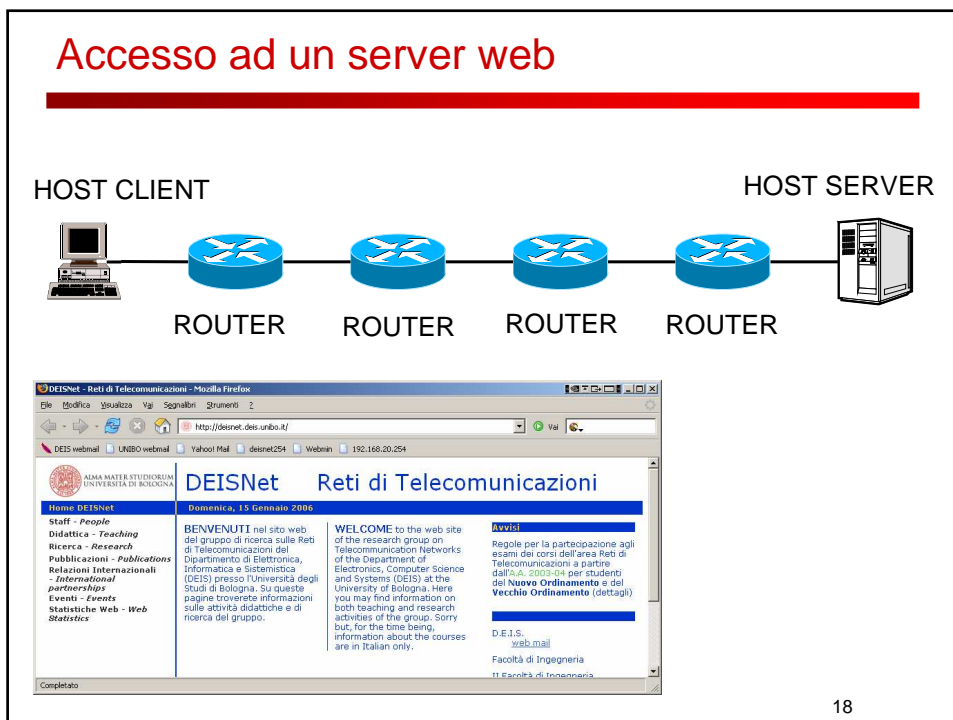 Accesso ad un server web
HOST CLIENT
HOST SERVER
ROUTER
ROUTER
ROUTER
ROUTER
DEISNet - Reti di Telecomunicazioni - Mozilla Firefox
File Modifica Visualizza Vai Segnalibri Strumenti ?
http://deisnet.deis.unibo.it/
Vai
DEIS webmail UNIBO webmail Yahoo! Mail deisnet254 Webmin 192.168.20.254
ALMA MATER STUDIORUM
UNIVERSITÀ DI BOLOGNA
DEISNet Reti di Telecomunicazioni
Home DEISNet
Domenica, 15 Gennaio 2006
Staff - People
Didattica - Teaching
Ricerca - Research
Pubblicazioni - Publications
Relazioni Internazionali
- International
partnerships
Eventi - Events
Statistiche Web - Web
Statistics
BENVENUTI nel sito web
del gruppo di ricerca sulle Reti
di Telecomunicazioni del
Dipartimento di Elettronica,
Informatica e Sistemistica
(DEIS) presso l'Università degli
Studi di Bologna. Su queste
pagine troverete informazioni
sulle attività didattiche e di
ricerca del gruppo.
WELCOME to the web site
of the research group on
Telecommunication Networks
of the Department of
Electronics, Computer Science
and Systems (DEIS) at the
University of Bologna. Here
you may find information on
both teaching and research
activities of the group. Sorry
but, for the time being,
information about the courses
are in Italian only.
Avvisi
Regole per la partecipazione agli
esami dei corsi dell'area Reti di
Telecomunicazioni a partire
dall'A.A. 2003-04 per studenti
del Nuovo Ordinamento e del
Vecchio Ordinamento (dettagli)
D.E.I.S.
web mail
Facoltà di Ingegneria
II Facoltà di Ingegneria
Completato
18